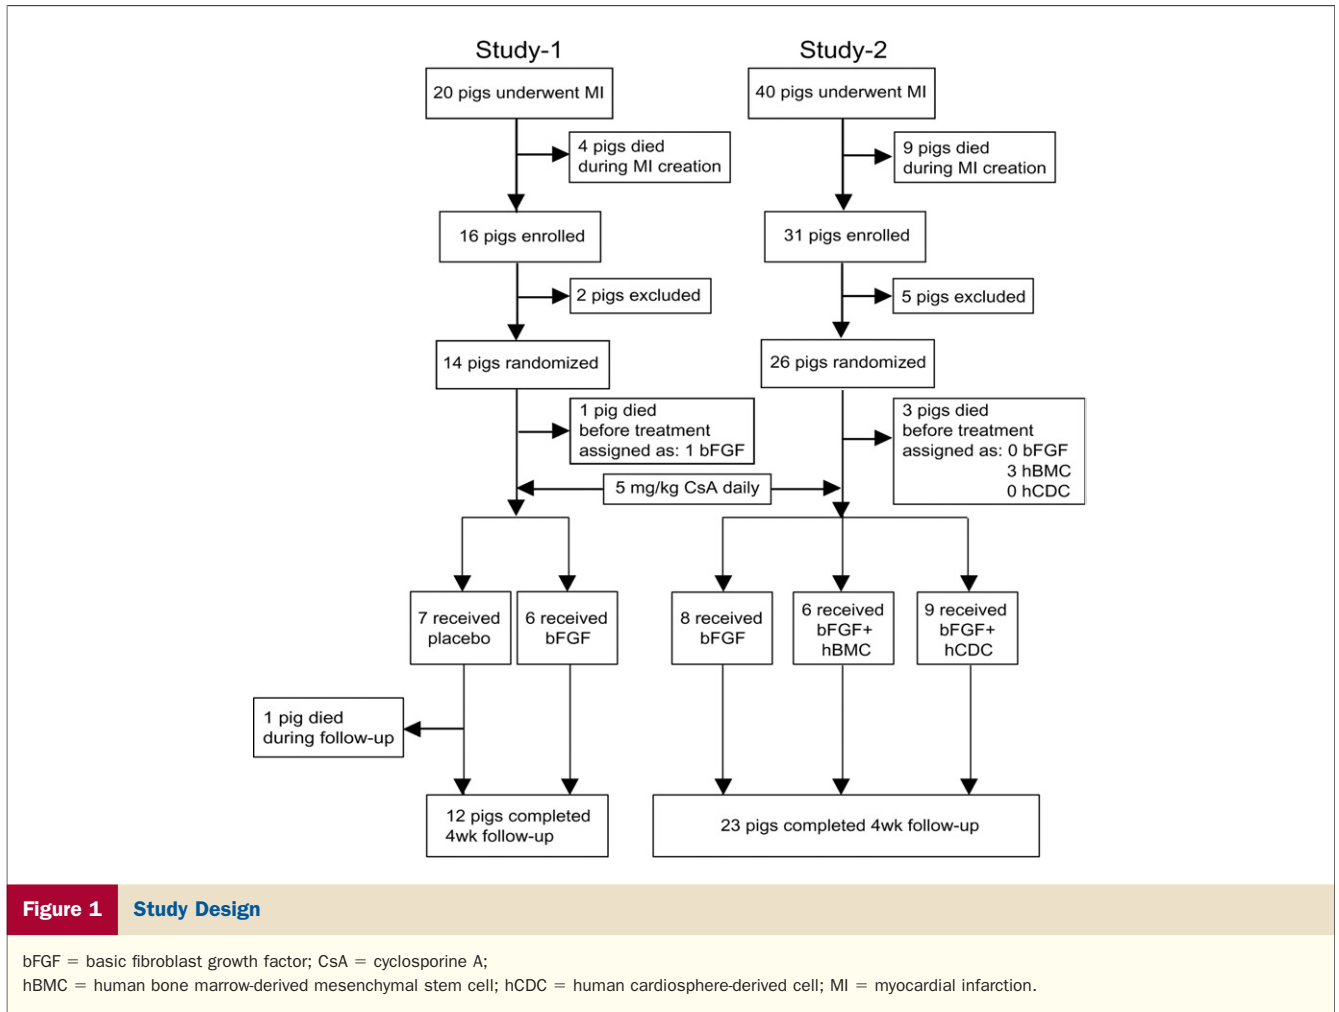 Study-1
20 pigs underwent MI
4 pigs died
during MI creation
16 pigs enrolled
2 pigs excluded
14 pigs randomized
1 pig died
before treatment
assigned as: 1 bFGF
5 mg/kg CsA daily
7 received
placebo
6 received
bFGF
1 pig died
during follow-up
12 pigs completed
4wk follow-up
Study-2
40 pigs underwent MI
9 pigs died
during MI creation
31 pigs enrolled
5 pigs excluded
26 pigs randomized
3 pigs died
before treatment
assigned as: 0 bFGF
3 hBMC
0 hCDC
8 received
bFGF
6 received
bFGF+
hBMC
9 received
bFGF+
hCDC
23 pigs completed 4wk follow-up
Figure 1 Study Design
bFGF = basic fibroblast growth factor; CsA = cyclosporine A;
hBMC = human bone marrow-derived mesenchymal stem cell; hCDC = human cardiosphere-derived cell; MI = myocardial infarction.